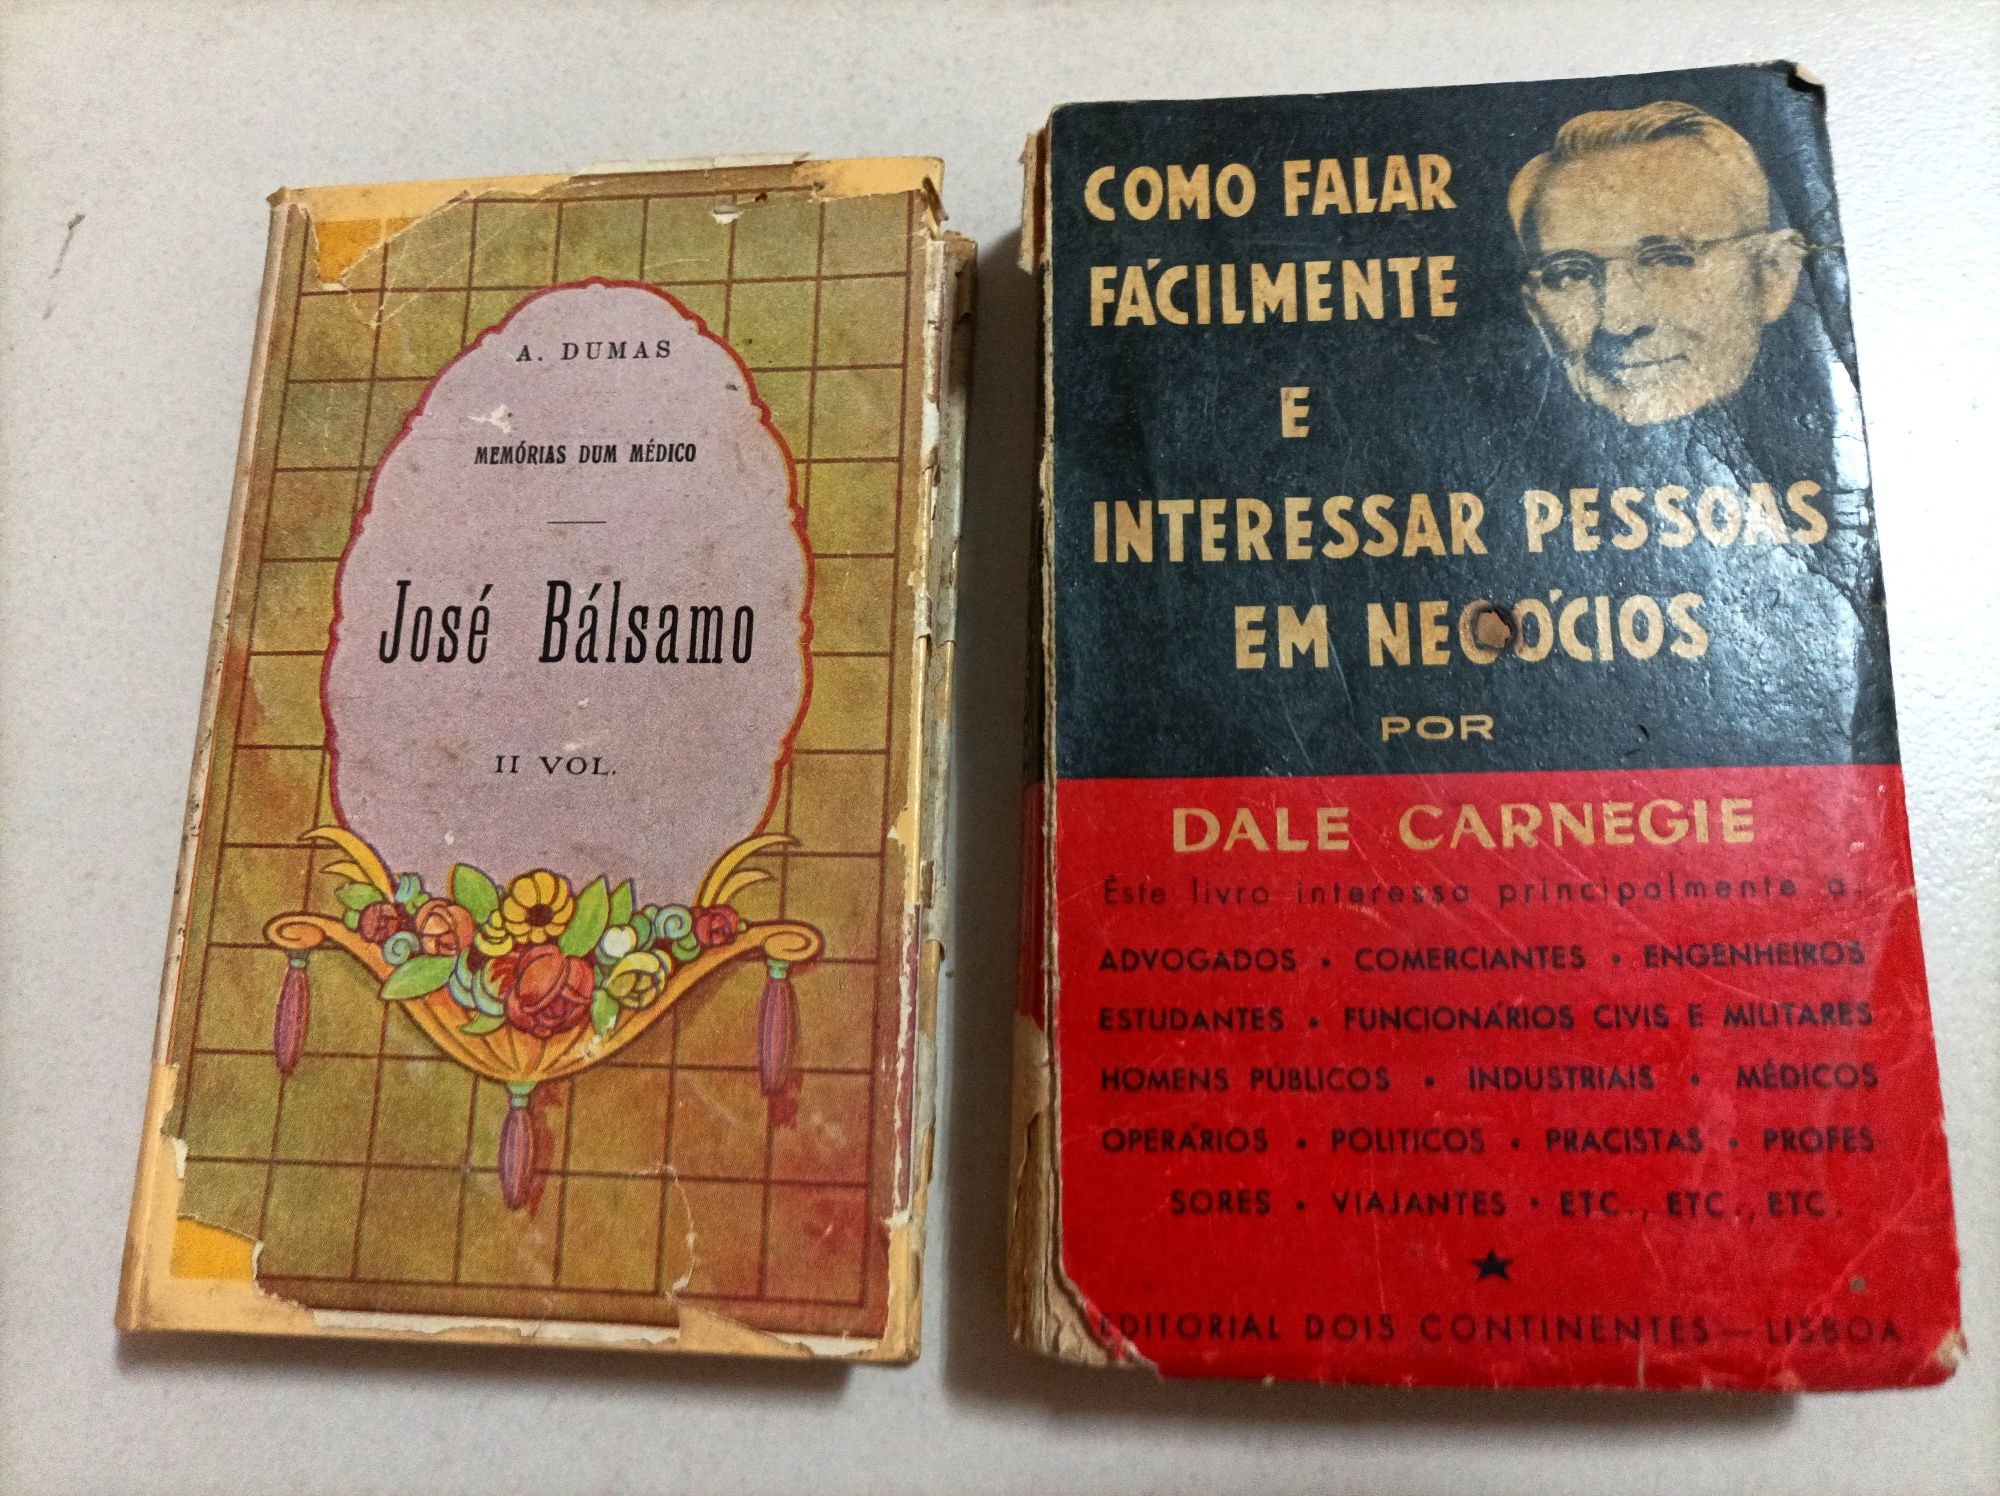 A. DUMAS
MEMÓRIAS DUM MÉDICO
José Bálsamo
II VOL.
COMO FALAR
FÁCILMENTE
E
INTERESSAR PESSOAS
EM NEGÓCIOS
POR
DALE CARNEGIE
Êste livro interessa principalmente a:
ADVOGADOS • COMERCIANTES • ENGENHEIROS
ESTUDANTES • FUNCIONÁRIOS CIVIS E MILITARES
HOMENS PÚBLICOS • INDUSTRIAIS • MÉDICOS
OPERÁRIOS • POLITICOS • PRACISTAS • PROFES-
SORES • VIAJANTES • ETC., ETC., ETC.
EDITORIAL DOIS CONTINENTES — LISBOA